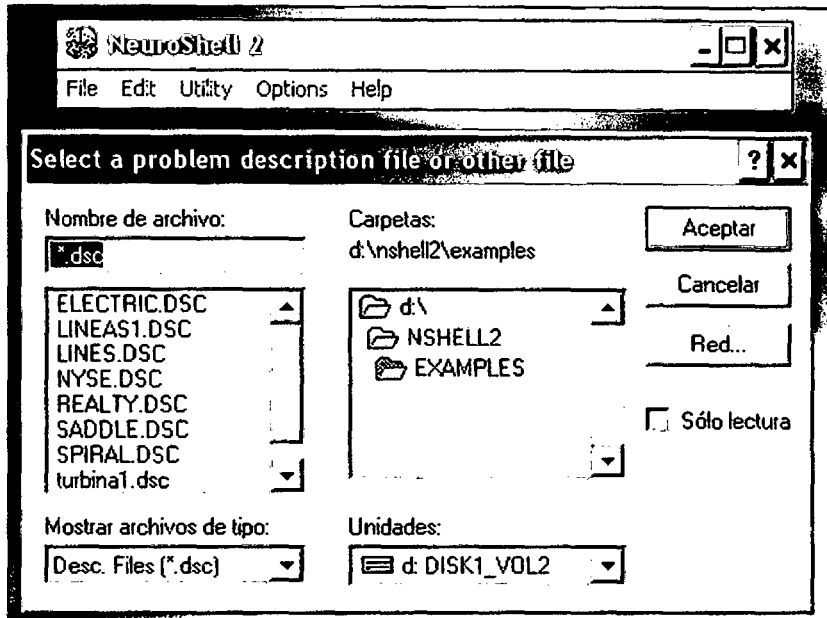 NeuroShell 2
File Edit Utility Options Help
Select a problem description file or other file
Nombre de archivo:
*.dsc
ELECTRIC.DSC
LINEAS1.DSC
LINES.DSC
NYSE.DSC
REALTY.DSC
SADDLE.DSC
SPIRAL.DSC
turbina1.dsc
Mostrar archivos de tipo:
Desc. Files (*.dsc)
Carpetas:
d:\nshell2\examples
d:\
NSHELL2
EXAMPLES
Unidades:
d: DISK1_VOL2
Aceptar
Cancelar
Red...
Sólo lectura